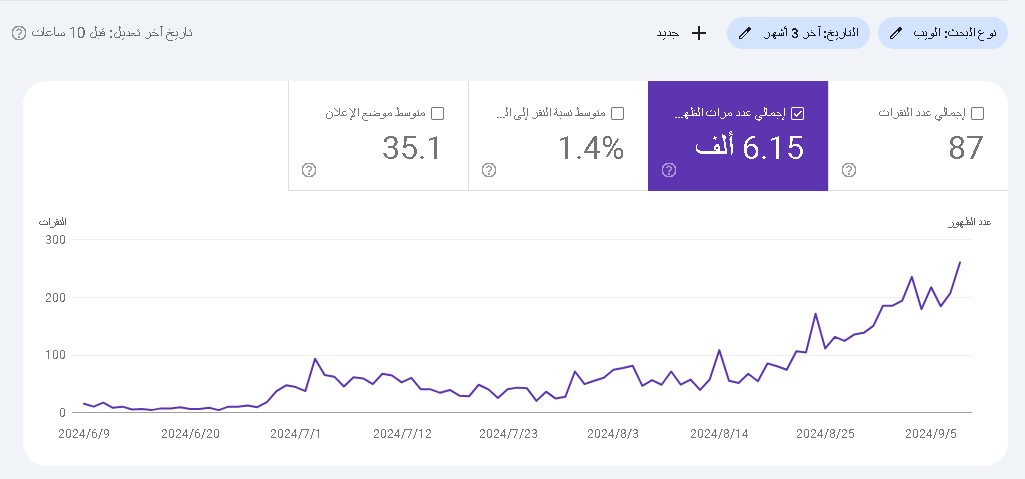 نوع البحث: الويب
التاريخ: آخر 3 أشهر
جديد
تاريخ آخر تعديل: قبل 10 ساعات
إجمالي عدد النقرات
87
إجمالي عدد مرات الظه...
6.15 ألف
متوسط نسبة النقر إلى الـ...
1.4%
متوسط موضع الإعلان
35.1
عدد الظهور
النقرات
300
200
100
0
2024/6/9 2024/6/20 2024/7/1 2024/7/12 2024/7/23 2024/8/3 2024/8/14 2024/8/25 2024/9/5